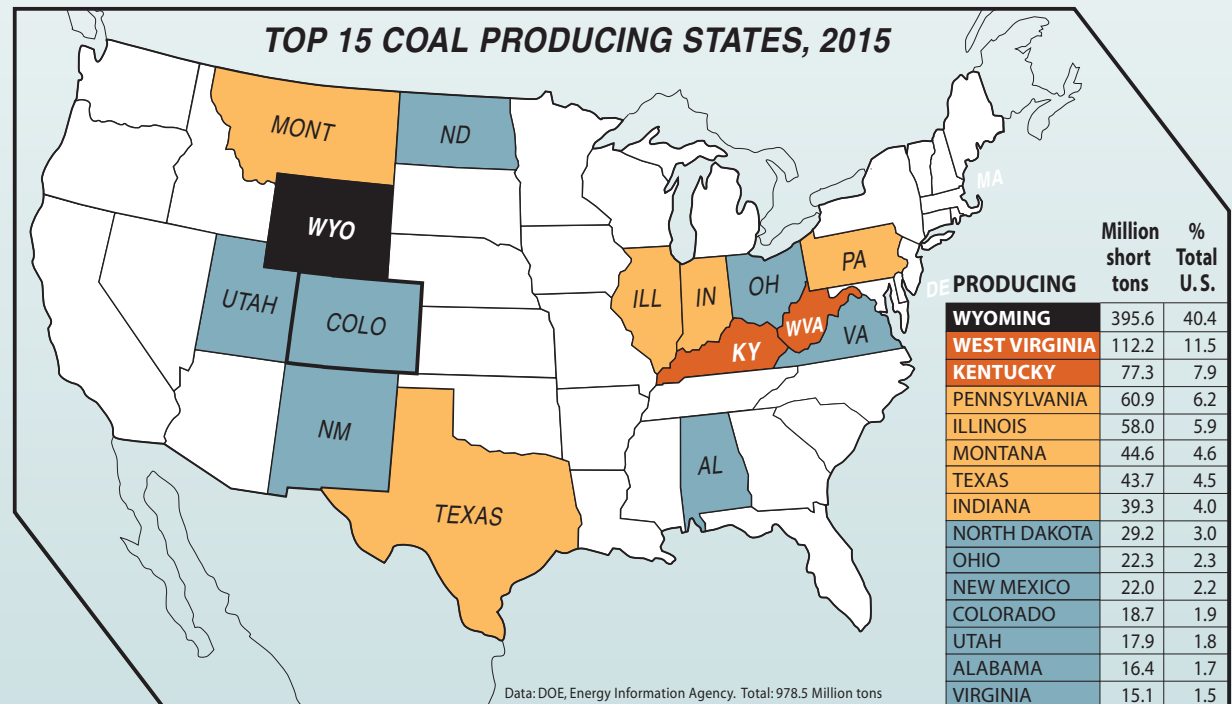 TOP 15 COAL PRODUCING STATES, 2015
MONT
ND
WYO
UTAH
COLO
NM
TEXAS
ILL
IN
OH
PA
KY
WVA
VA
AL
MA
DE
PRODUCING Million short tons % Total U.S.
WYOMING 395.6 40.4
WEST VIRGINIA 112.2 11.5
KENTUCKY 77.3 7.9
PENNSYLVANIA 60.9 6.2
ILLINOIS 58.0 5.9
MONTANA 44.6 4.6
TEXAS 43.7 4.5
INDIANA 39.3 4.0
NORTH DAKOTA 29.2 3.0
OHIO 22.3 2.3
NEW MEXICO 22.0 2.2
COLORADO 18.7 1.9
UTAH 17.9 1.8
ALABAMA 16.4 1.7
VIRGINIA 15.1 1.5
Data: DOE, Energy Information Agency. Total: 978.5 Million tons